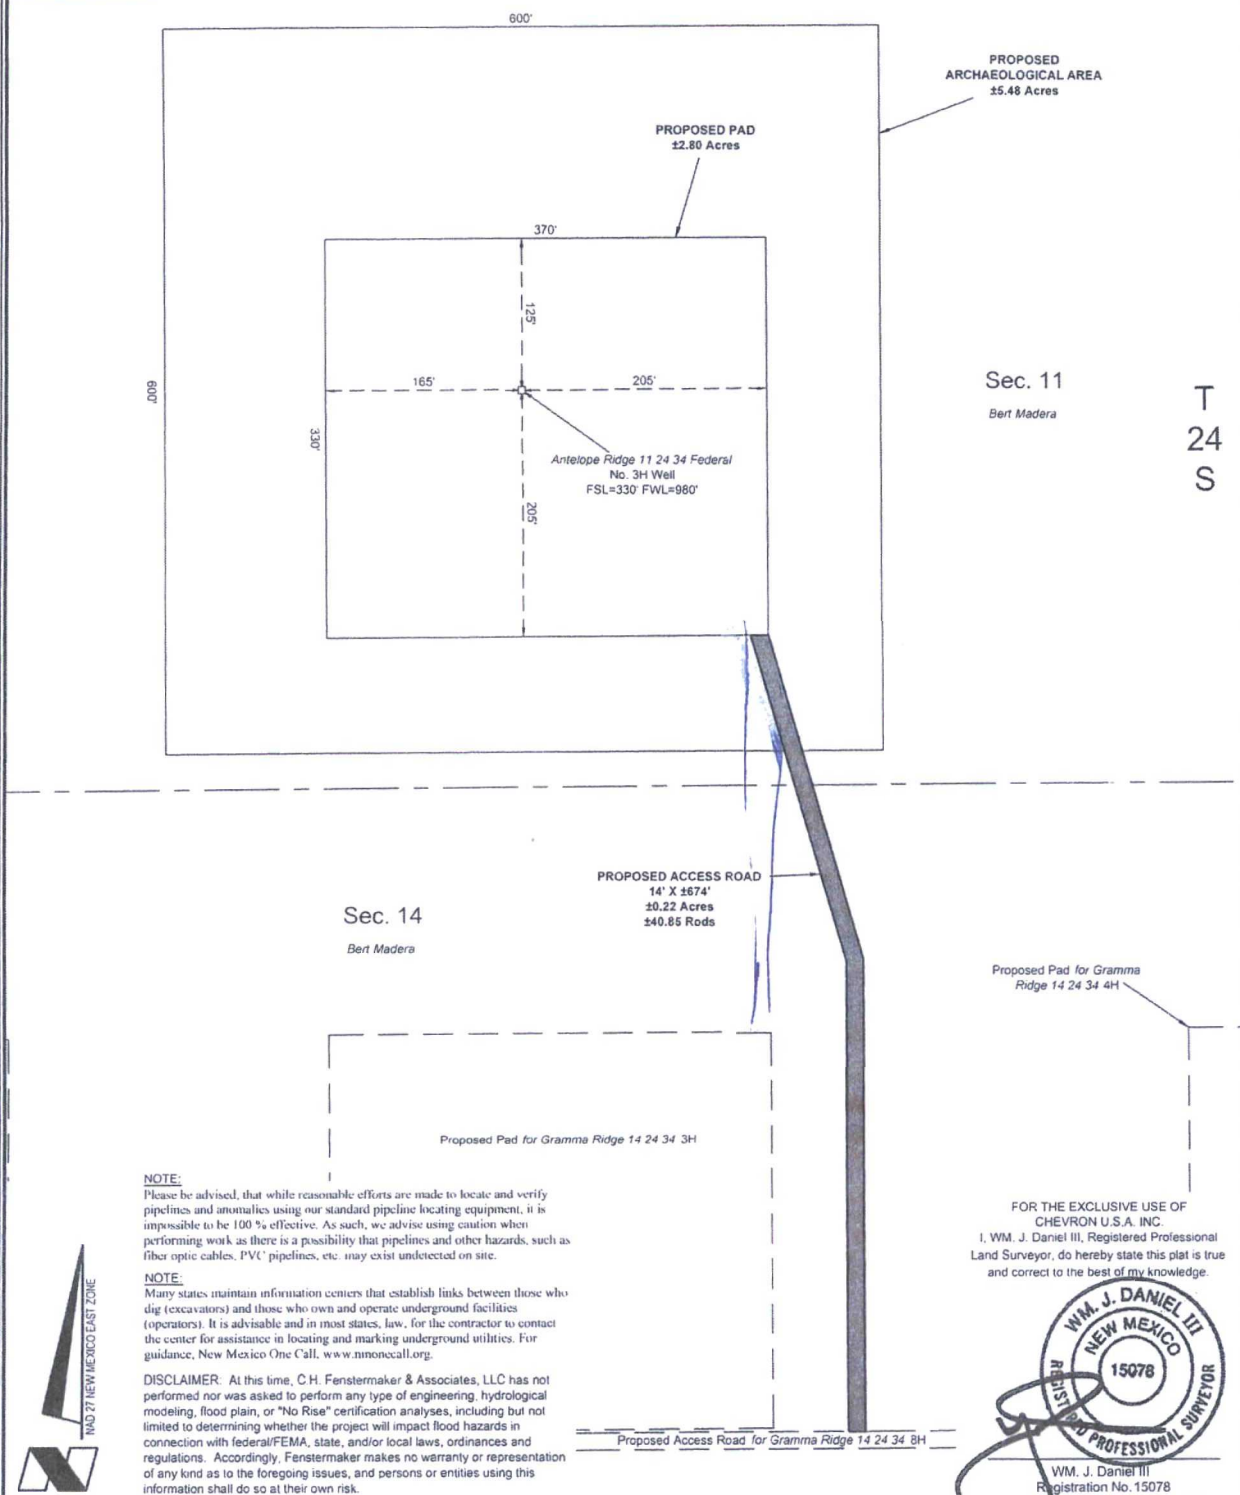 600'
PROPOSED
ARCHAEOLOGICAL AREA
±5.48 Acres
PROPOSED PAD
±2.80 Acres
370'
125'
165'
205'
600'
330'
Sec. 11
Bert Madera
T
24
S
Antelope Ridge 11 24 34 Federal
No. 3H Well
FSL=330' FWL=980'
205'
PROPOSED ACCESS ROAD
14' X ±674'
±0.22 Acres
±40.85 Rods
Sec. 14
Bert Madera
Proposed Pad for Gramma
Ridge 14 24 34 4H
Proposed Pad for Gramma Ridge 14 24 34 3H
NOTE:
Please be advised, that while reasonable efforts are made to locate and verify
pipelines and anomalies using our standard pipeline locating equipment, it is
impossible to be 100 % effective. As such, we advise using caution when
performing work as there is a possibility that pipelines and other hazards, such as
fiber optic cables, PVC pipelines, etc. may exist undetected on site.
NOTE:
Many states maintain information centers that establish links between those who
dig (excavators) and those who own and operate underground facilities
(operators). It is advisable and in most states, law, for the contractor to contact
the center for assistance in locating and marking underground utilities. For
guidance, New Mexico One Call, www.nmonecall.org.
DISCLAIMER: At this time, C.H. Fenstermaker & Associates, LLC has not
performed nor was asked to perform any type of engineering, hydrological
modeling, flood plain, or "No Rise" certification analyses, including but not
limited to determining whether the project will impact flood hazards in
connection with federal/FEMA, state, and/or local laws, ordinances and
regulations. Accordingly, Fenstermaker makes no warranty or representation
of any kind as to the foregoing issues, and persons or entities using this
information shall do so at their own risk.
NAD 27 NEW MEXICO EAST ZONE
Proposed Access Road for Gramma Ridge 14 24 34 8H
FOR THE EXCLUSIVE USE OF
CHEVRON U.S.A. INC.
I, WM. J. Daniel III, Registered Professional
Land Surveyor, do hereby state this plat is true
and correct to the best of my knowledge.
WM. J. DANIEL III
NEW MEXICO
15078
REGISTERED PROFESSIONAL SURVEYOR
WM. J. Daniel III
Registration No. 15078